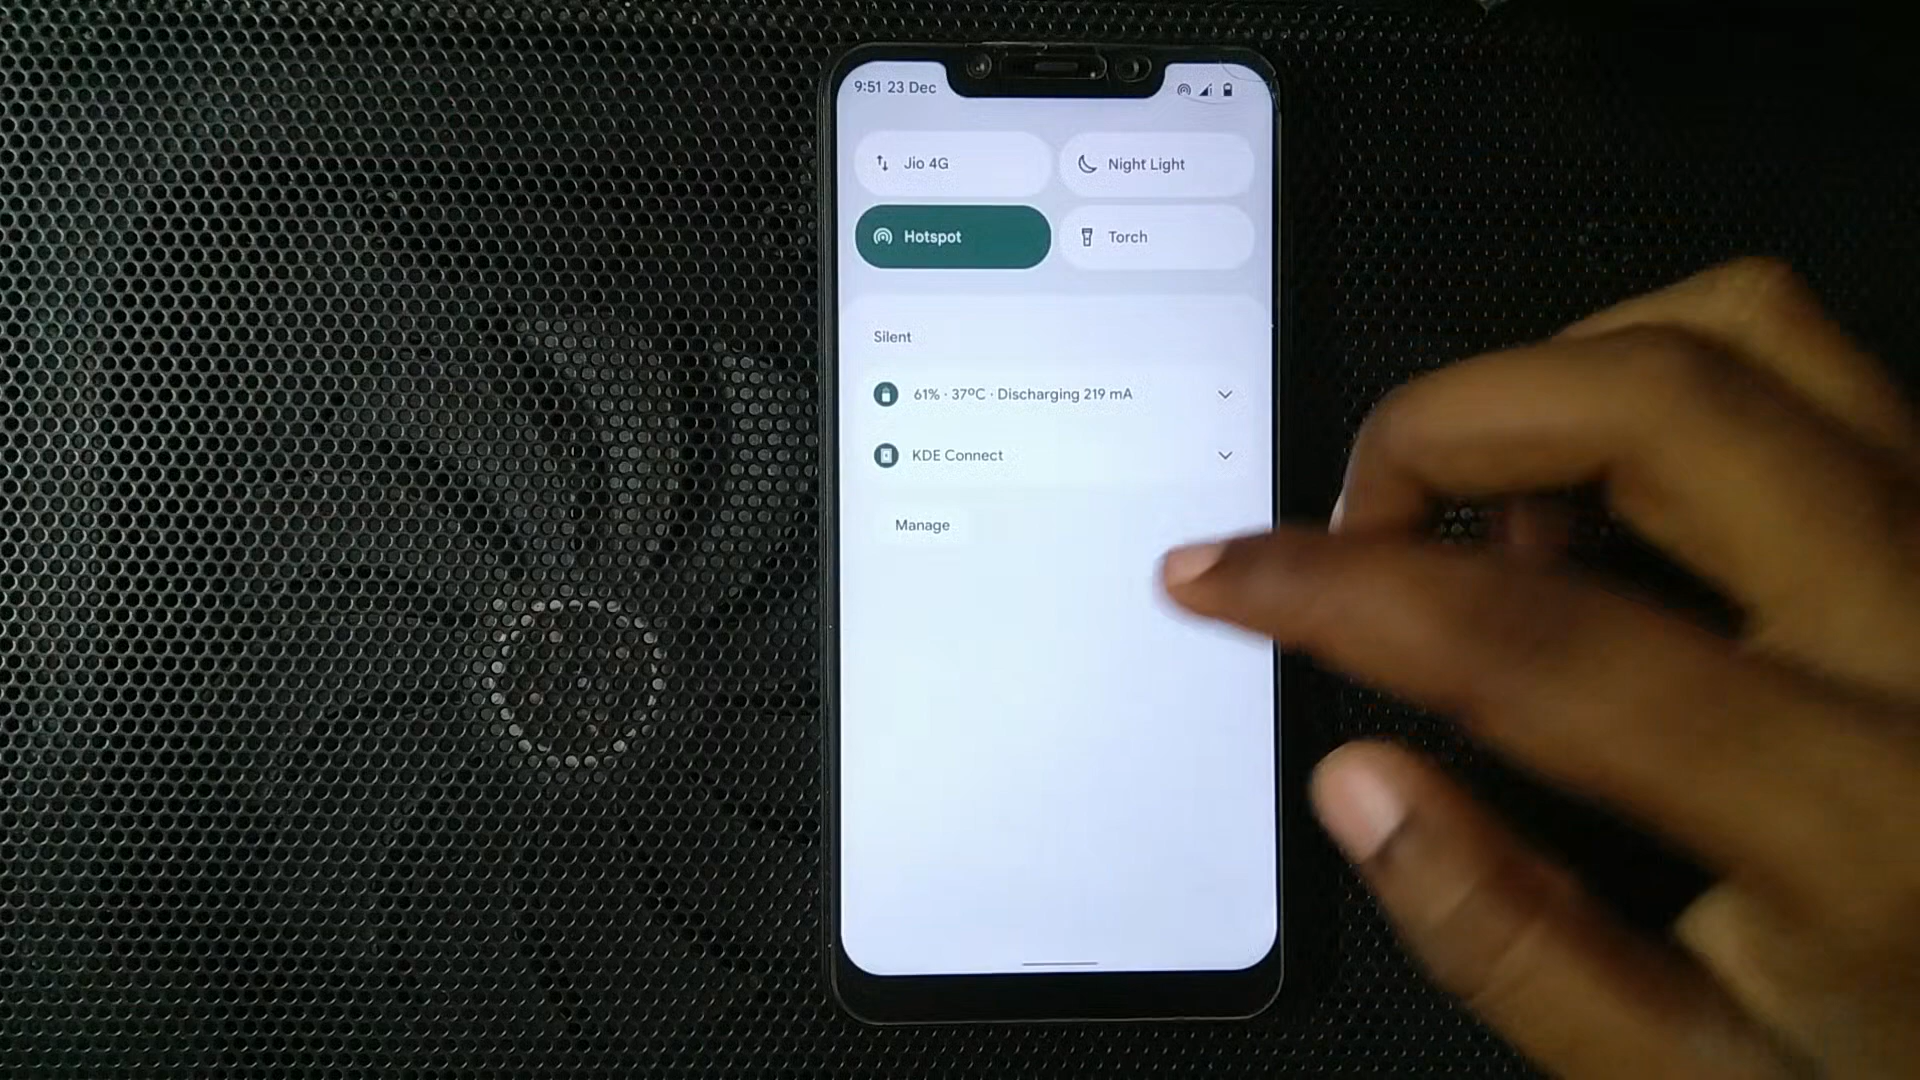 9:51 23 Dec
Jio 4G
Night Light
Hotspot
Torch
Silent
61% · 37ºC · Discharging 219 mA
KDE Connect
Manage